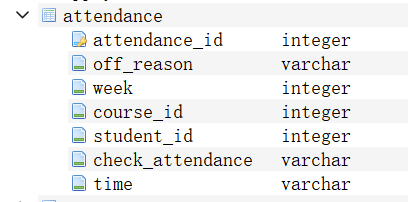 attendance
attendance_id integer
off_reason varchar
week integer
course_id integer
student_id integer
check_attendance varchar
time varchar